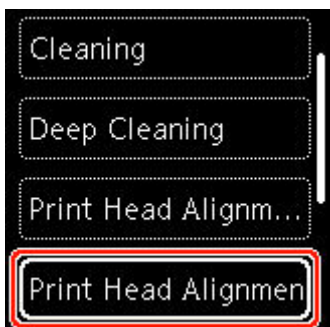 Cleaning
Deep Cleaning
Print Head Alignm...
Print Head Alignmen